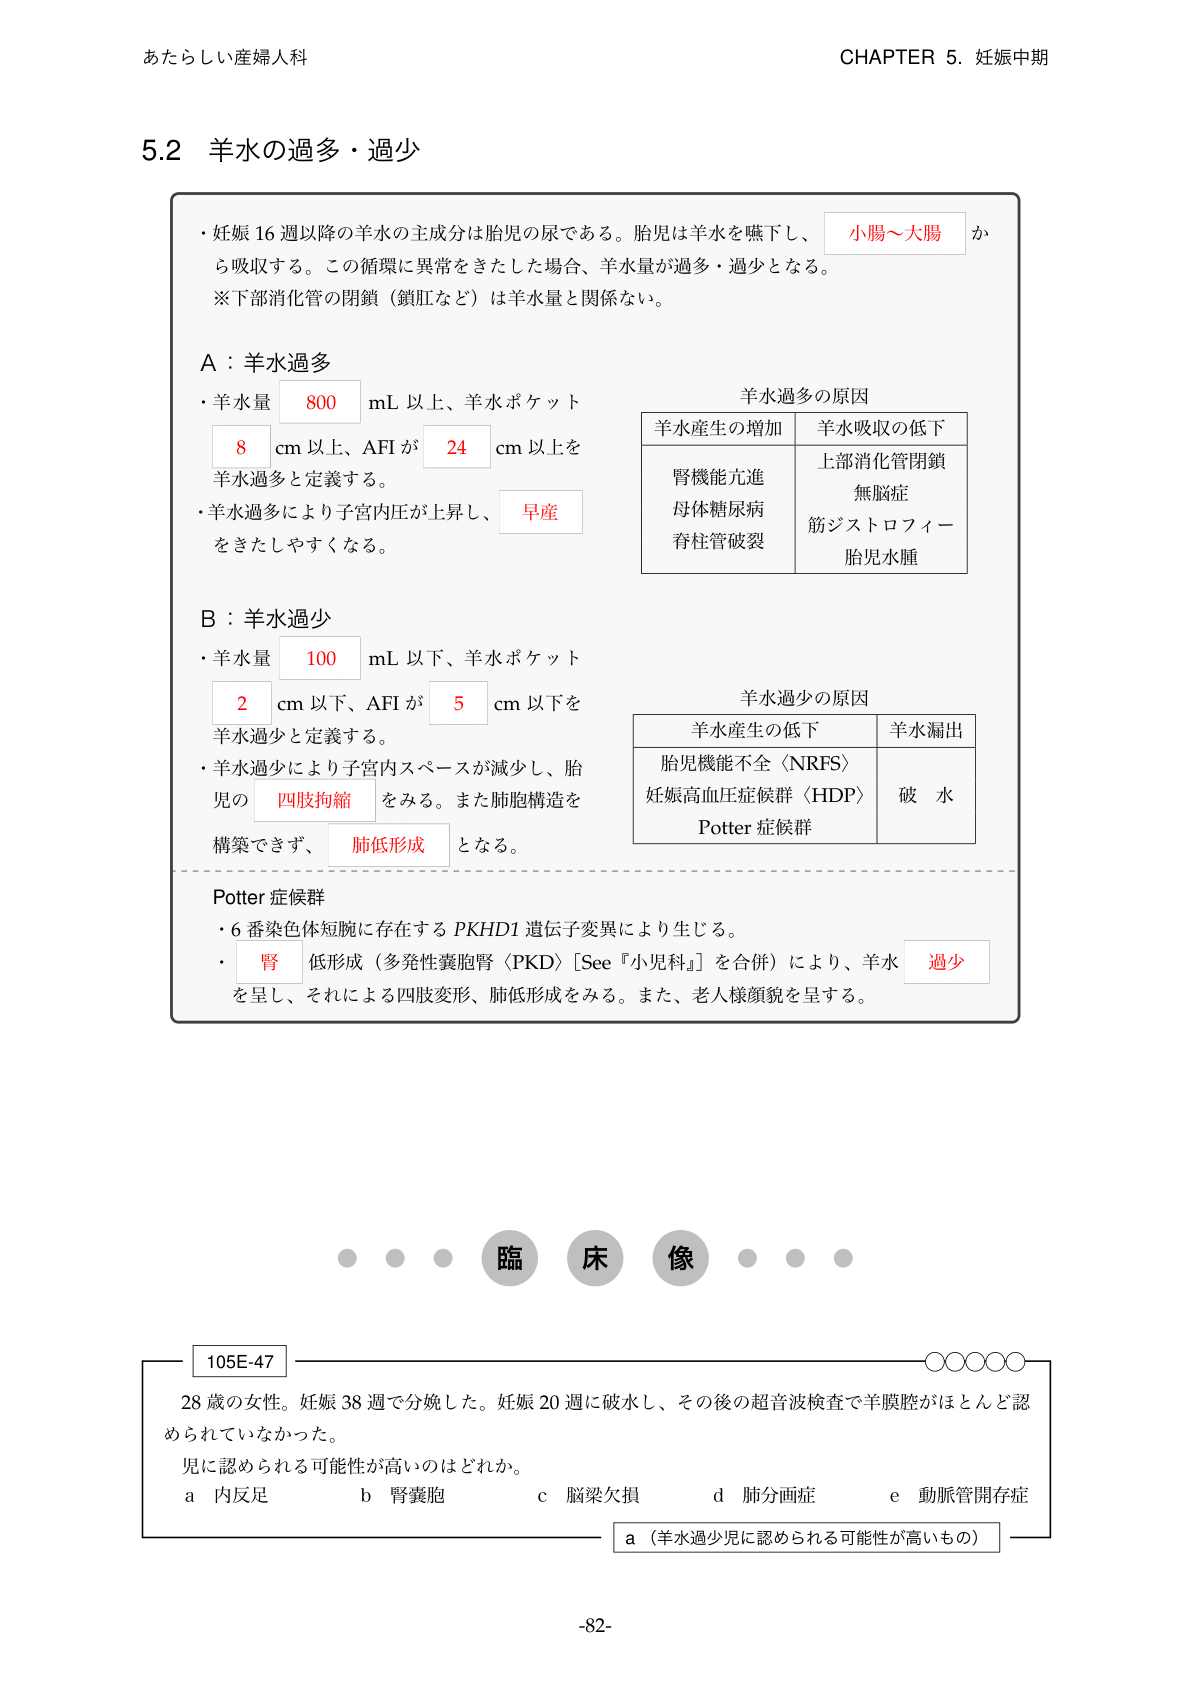 あたらしい産婦人科
CHAPTER 5. 妊娠中期
5.2 羊水の過多・過少
・妊娠 16 週以降の羊水の主成分は胎児の尿である。胎児は羊水を嚥下し、 小腸〜大腸 か
ら吸収する。この循環に異常をきたした場合、羊水量が過多・過少となる。
※下部消化管の閉鎖（鎖肛など）は羊水量と関係ない。
A：羊水過多
・羊水量 800 mL 以上、羊水ポケット
8 cm 以上、AFI が 24 cm 以上を
羊水過多と定義する。
・羊水過多により子宮内圧が上昇し、 早産
をきたしやすくなる。
羊水過多の原因
羊水産生の増加 羊水吸収の低下
腎機能亢進
母体糖尿病
脊柱管破裂
上部消化管閉鎖
無脳症
筋ジストロフィー
胎児水腫
B：羊水過少
・羊水量 100 mL 以下、羊水ポケット
2 cm 以下、AFI が 5 cm 以下を
羊水過少と定義する。
・羊水過少により子宮内スペースが減少し、胎
児の 四肢拘縮 をみる。また肺胞構造を
構築できず、 肺低形成 となる。
羊水過少の原因
羊水産生の低下 羊水漏出
胎児機能不全〈NRFS〉
妊娠高血圧症候群〈HDP〉
Potter 症候群
破 水
Potter 症候群
・6 番染色体短腕に存在する PKHD1 遺伝子変異により生じる。
・ 腎 低形成（多発性嚢胞腎〈PKD〉［See『小児科』］を合併）により、羊水 過少
を呈し、それによる四肢変形、肺低形成をみる。また、老人様顔貌を呈する。
臨 床 像
105E-47
28 歳の女性。妊娠 38 週で分娩した。妊娠 20 週に破水し、その後の超音波検査で羊膜腔がほとんど認
められていなかった。
児に認められる可能性が高いのはどれか。
a 内反足 b 腎嚢胞 c 脳梁欠損 d 肺分画症 e 動脈管開存症
a （羊水過少児に認められる可能性が高いもの）
-82-